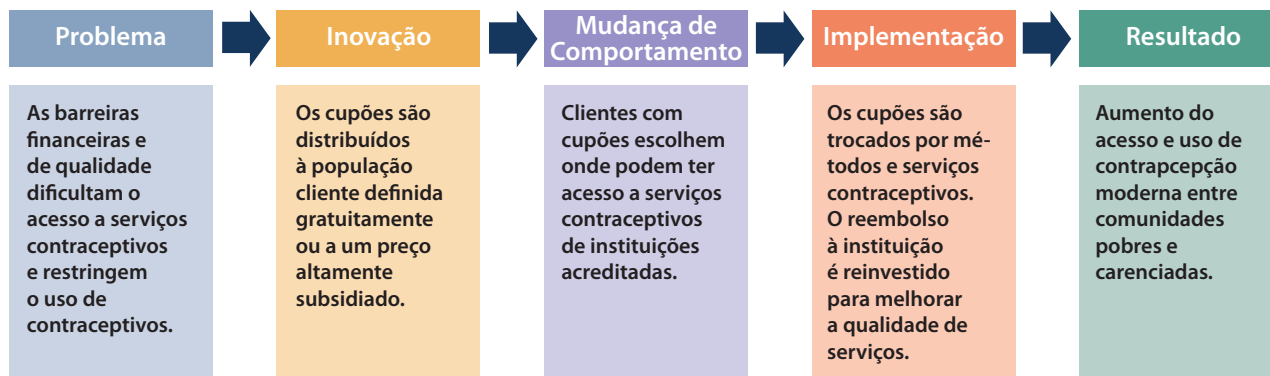 Problema
As barreiras
financeiras e
de qualidade
dificultam o
acesso a serviços
contraceptivos
e restringem
o uso de
contraceptivos.
Inovação
Os cupões são
distribuídos
à população
cliente definida
gratuitamente
ou a um preço
altamente
subsidiado.
Mudança de
Comportamento
Clientes com
cupões escolhem
onde podem ter
acesso a serviços
contraceptivos
de instituições
acreditadas.
Implementação
Os cupões são
trocados por mé-
todos e serviços
contraceptivos.
O reembolso
à instituição
é reinvestido
para melhorar
a qualidade de
serviços.
Resultado
Aumento do
acesso e uso de
contrapcepção
moderna entre
comunidades
pobres e
carenciadas.